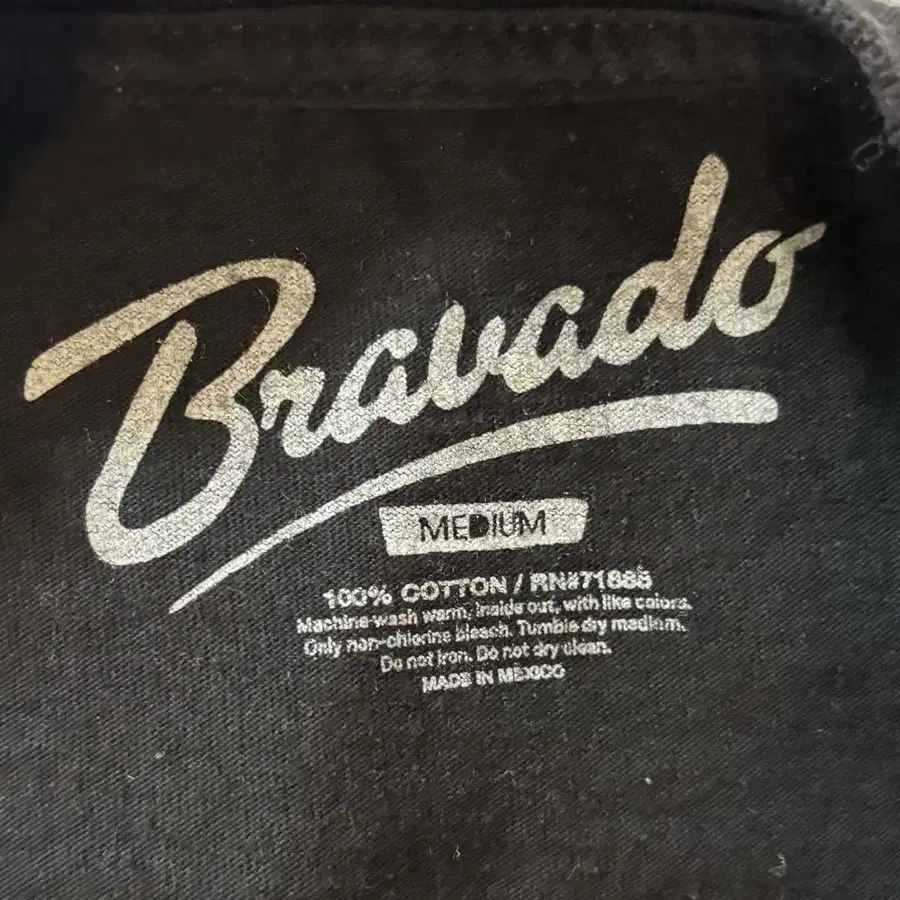 Bravado
MEDIUM
100% COTTON / RN#71685
Machine wash warm, inside out, with like colors.
Only non-chlorine bleach. Tumble dry medium.
Do not iron. Do not dry clean.
MADE IN MEXICO